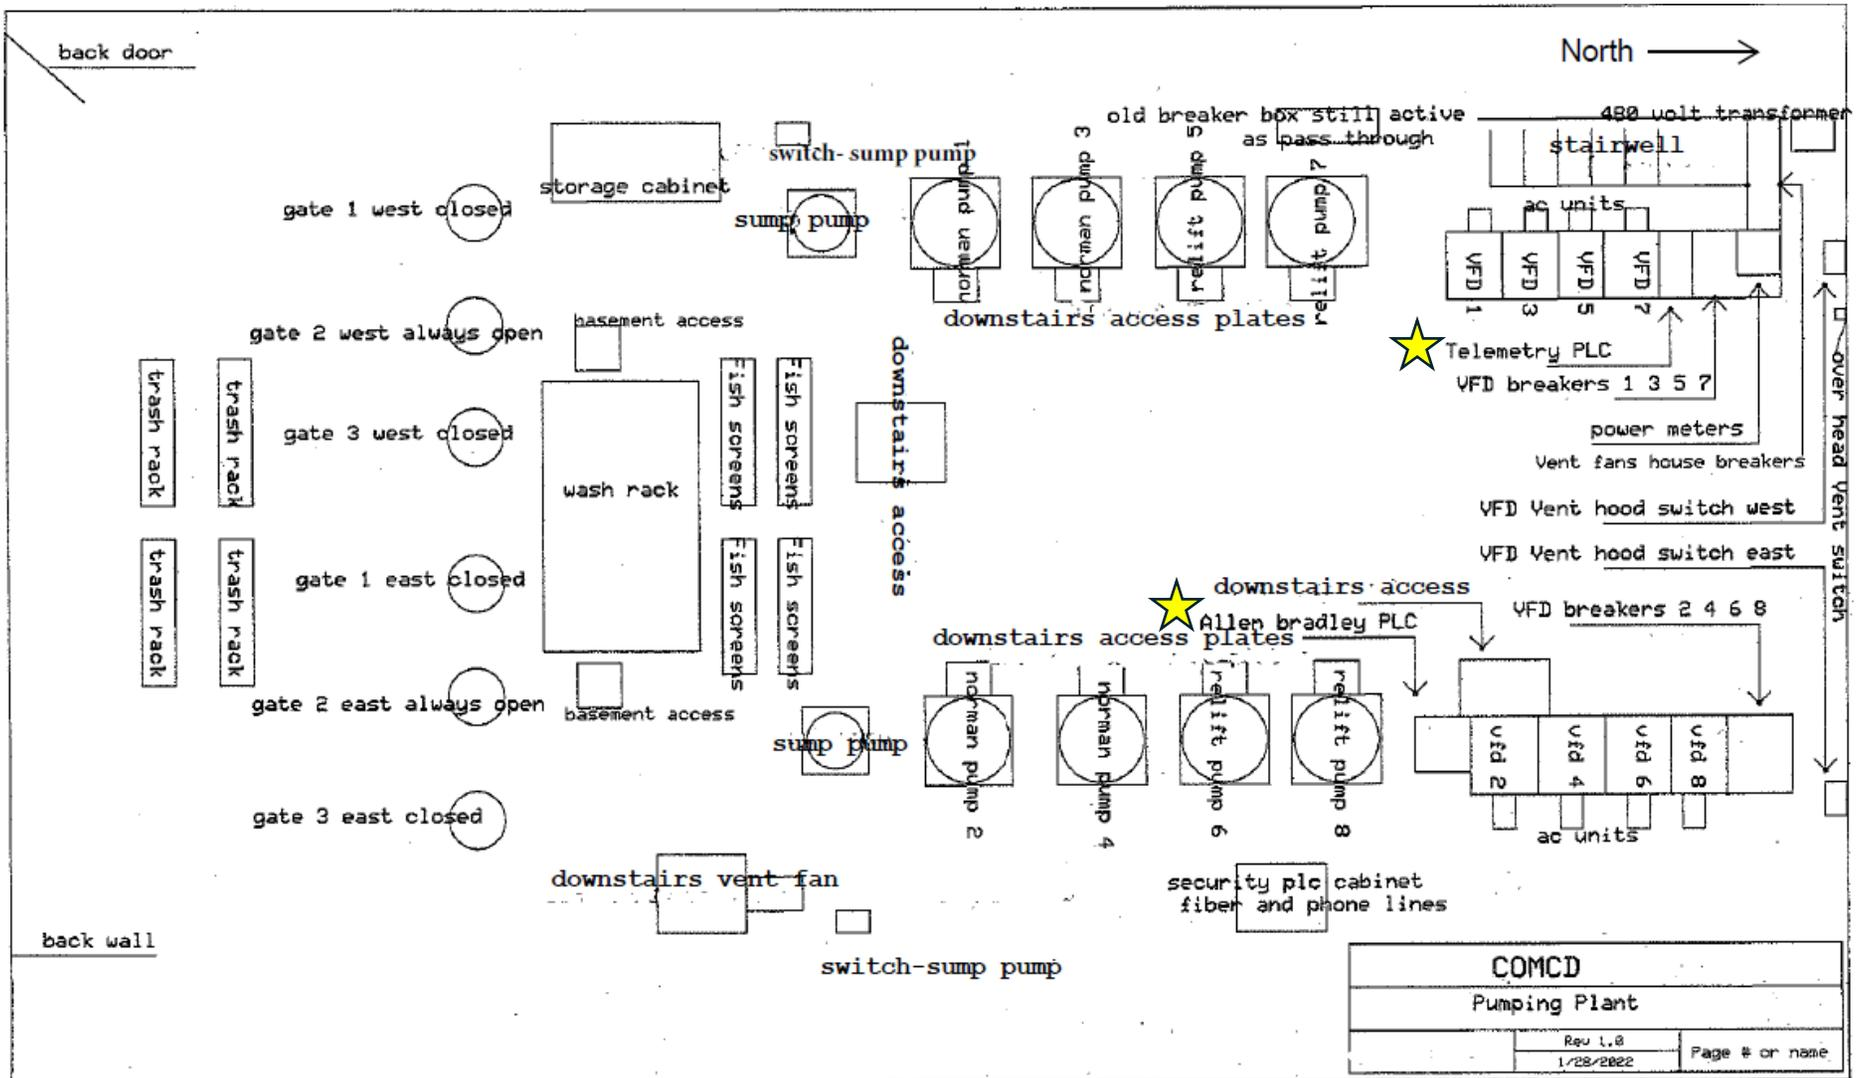 back door
North
old breaker box still active
as pass through
480 volt transformer
stairwell
switch- sump pump
storage cabinet
gate 1 west closed
sump pump
norman pump 1
norman pump 3
relift pump 5
relift pump 7
ac units
VFD 1
VFD 3
VFD 5
VFD 7
downstairs access plates
basement access
gate 2 west always open
Telemetry PLC
VFD breakers 1 3 5 7
trash rack
trash rack
Fish screens
Fish screens
downstairs access
over head Vent switch
gate 3 west closed
power meters
Vent fans house breakers
wash rack
VFD Vent hood switch west
VFD Vent hood switch east
gate 1 east closed
trash rack
trash rack
Fish screens
Fish screens
downstairs access
VFD breakers 2 4 6 8
Allen bradley PLC
downstairs access plates
gate 2 east always open
basement access
sump pump
norman pump 2
norman pump 4
relift pump 6
relift pump 8
vfd 2
vfd 4
vfd 6
vfd 8
ac units
gate 3 east closed
downstairs vent fan
security plc cabinet
fiber and phone lines
back wall
switch-sump pump
COMCD
Pumping Plant
Rev 1.0
1/28/2022
Page # or name